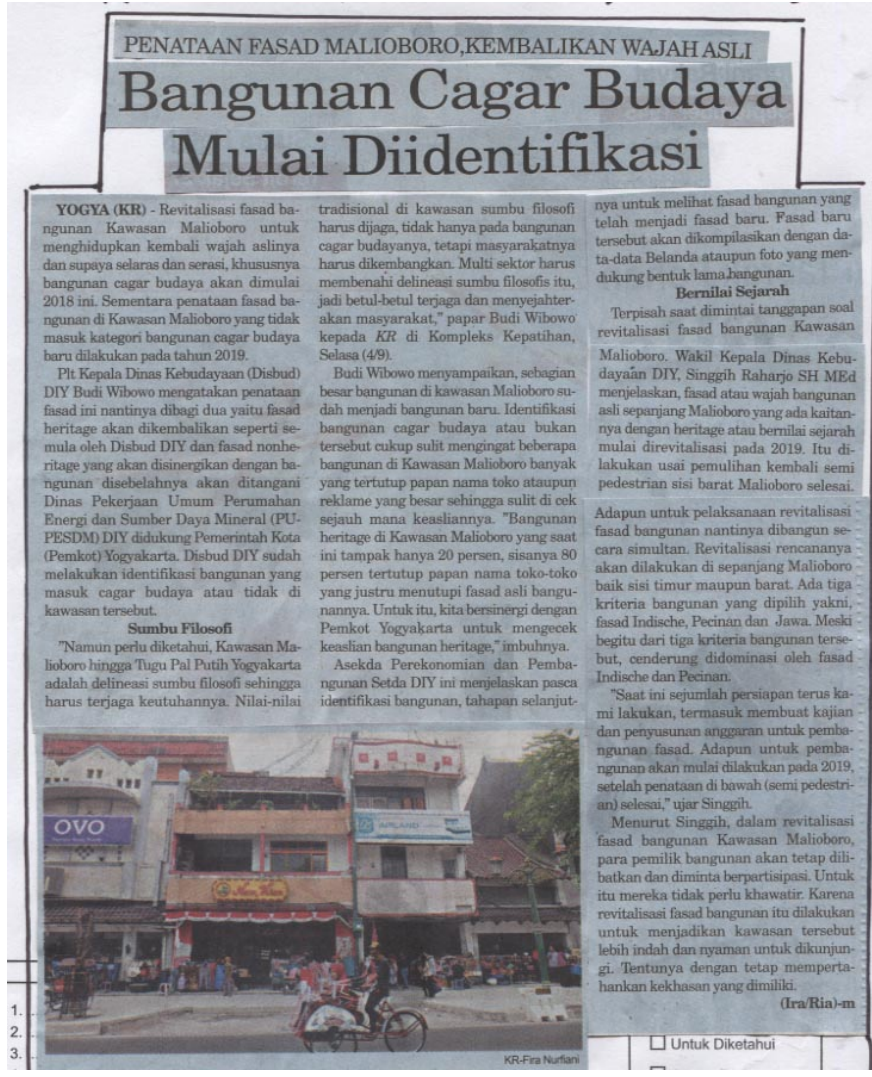 PENATAAN FASAD MALIOBORO,KEMBALIKAN WAJAH ASLI
Bangunan Cagar Budaya
Mulai Diidentifikasi
YOGYA (KR) - Revitalisasi fasad ba-
ngunan Kawasan Malioboro untuk
menghidupkan kembali wajah aslinya
dan supaya selaras dan serasi, khususnya
bangunan cagar budaya akan dimulai
2018 ini. Sementara penataan fasad ba-
ngunan di Kawasan Malioboro yang tidak
masuk kategori bangunan cagar budaya
baru dilakukan pada tahun 2019.
Plt Kepala Dinas Kebudayaan (Disbud)
DIY Budi Wibowo mengatakan penataan
fasad ini nantinya dibagi dua yaitu fasad
heritage akan dikembalikan seperti se-
mula oleh Disbud DIY dan fasad nonhe-
ritage yang akan disinergikan dengan ba-
ngunan disebelahnya akan ditangani
Dinas Pekerjaan Umum Perumahan
Energi dan Sumber Daya Mineral (PU-
PESDM) DIY didukung Pemerintah Kota
(Pemkot) Yogyakarta. Disbud DIY sudah
melakukan identifikasi bangunan yang
masuk cagar budaya atau tidak di
kawasan tersebut.
Sumbu Filosofi
"Namun perlu diketahui, Kawasan Ma-
lioboro hingga Tugu Pal Putih Yogyakarta
adalah delineasi sumbu filosofi sehingga
harus terjaga keutuhannya. Nilai-nilai
tradisional di kawasan sumbu filosofi
harus dijaga, tidak hanya pada bangunan
cagar budayanya, tetapi masyarakatnya
harus dikembangkan. Multi sektor harus
membenahi delineasi sumbu filosofi itu,
jadi betul-betul terjaga dan menyejahter-
akan masyarakat," papar Budi Wibowo
kepada KR di Kompleks Kepatihan,
Selasa (4/9).
Budi Wibowo menyampaikan, sebagian
besar bangunan di kawasan Malioboro su-
dah menjadi bangunan baru. Identifikasi
bangunan cagar budaya atau bukan
tersebut cukup sulit mengingat beberapa
bangunan di Kawasan Malioboro banyak
yang tertutup papan nama toko ataupun
reklame yang besar sehingga sulit di cek
sejauh mana keasliannya. "Bangunan
heritage di Kawasan Malioboro yang saat
ini tampak hanya 20 persen, sisanya 80
persen tertutup papan nama toko-toko
yang justru menutupi fasad asli bangu-
nannya. Untuk itu, kita bersinergi dengan
Pemkot Yogyakarta untuk mengecek
keaslian bangunan heritage," imbuhnya.
Asekda Perekonomian dan Pemba-
ngunan Setda DIY ini menjelaskan pasca
identifikasi bangunan, tahapan selanjut-
nya untuk melihat fasad bangunan yang
telah menjadi fasad baru. Fasad baru
tersebut akan dikompilasikan dengan da-
ta-data Belanda ataupun foto yang men-
dukung bentuk lama bangunan.
Bernilai Sejarah
Terpisah saat dimintai tanggapan soal
revitalisasi fasad bangunan Kawasan
Malioboro. Wakil Kepala Dinas Kebu-
dayaan DIY, Singgih Raharjo SH MEd
menjelaskan, fasad atau wajah bangunan
asli sepanjang Malioboro yang ada kaitan-
nya dengan heritage atau bernilai sejarah
mulai direvitalisasi pada 2019. Itu di-
lakukan usai pemulihan kembali semi
pedestrian sisi barat Malioboro selesai.
Adapun untuk pelaksanaan revitalisasi
fasad bangunan nantinya dibangun se-
cara simultan. Revitalisasi rencananya
akan dilakukan di sepanjang Malioboro
baik sisi timur maupun barat. Ada tiga
kriteria bangunan yang dipilih yakni,
fasad Indische, Pecinan dan Jawa. Meski
begitu dari tiga kriteria bangunan terse-
but, cenderung didominasi oleh fasad
Indische dan Pecinan.
"Saat ini sejumlah persiapan terus ka-
mi lakukan, termasuk membuat kajian
dan penyusunan anggaran untuk pemba-
ngunan fasad. Adapun untuk pemba-
ngunan akan mulai dilakukan pada 2019,
setelah penataan di bawah (semi pedestri-
an) selesai," ujar Singgih.
Menurut Singgih, dalam revitalisasi
fasad bangunan Kawasan Malioboro,
para pemilik bangunan akan tetap dili-
batkan dan diminta berpartisipasi. Untuk
itu mereka tidak perlu khawatir. Karena
revitalisasi fasad bangunan itu dilakukan
untuk menjadikan kawasan tersebut
lebih indah dan nyaman untuk dikunju-
ngi. Tentunya dengan tetap memperta-
hankan kekhasan yang dimiliki.
(Ira/Ria)-m
OVO
KR-Fira Nurfiani
1.
2.
3.
Untuk Diketahui